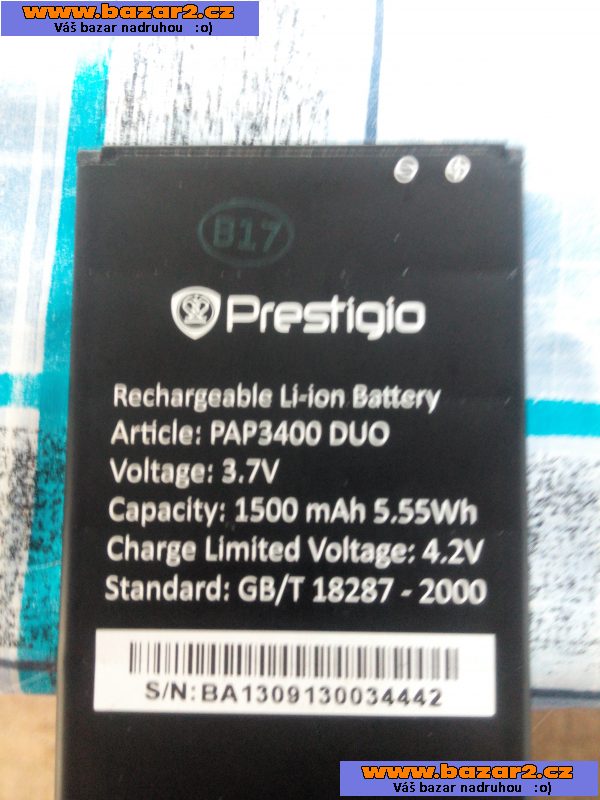 www.bazar2.cz
Váš bazar nadruhou :o)
B17
Prestigio
Rechargeable Li-ion Battery
Article: PAP3400 DUO
Voltage: 3.7V
Capacity: 1500 mAh 5.55Wh
Charge Limited Voltage: 4.2V
Standard: GB/T 18287 - 2000
S/N: BA1309130034442
www.bazar2.cz
Váš bazar nadruhou :o)